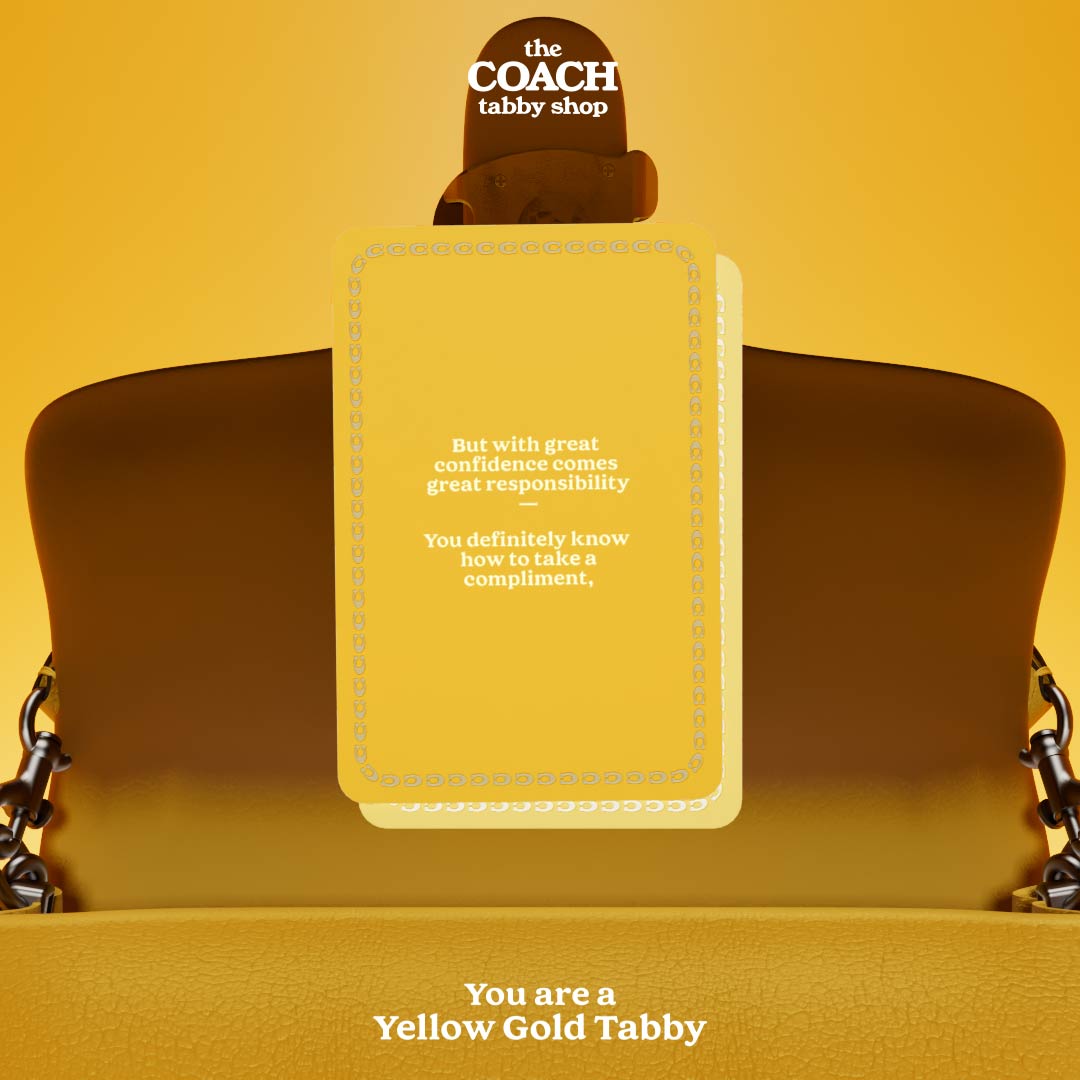 the
COACH
tabby shop
But with great
confidence comes
great responsibility
—
You definitely know
how to take a
compliment,
You are a
Yellow Gold Tabby